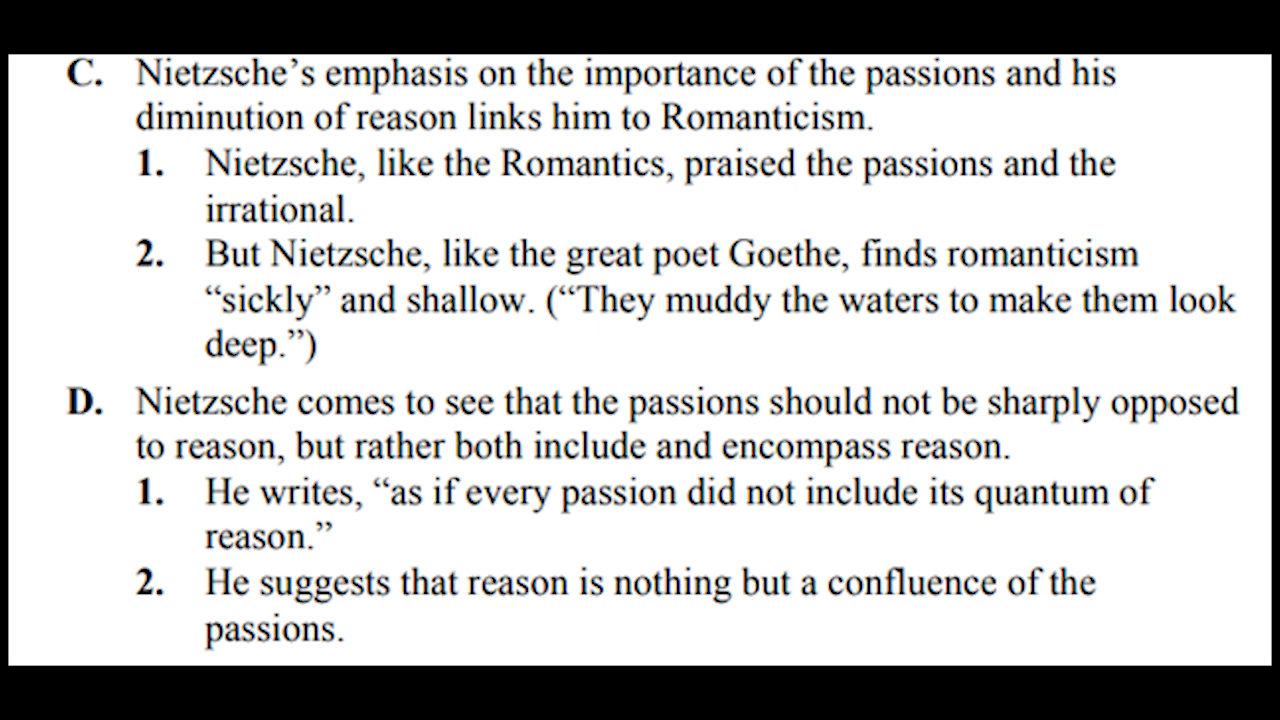 C. Nietzsche’s emphasis on the importance of the passions and his
diminution of reason links him to Romanticism.
1. Nietzsche, like the Romantics, praised the passions and the
irrational.
2. But Nietzsche, like the great poet Goethe, finds romanticism
“sickly” and shallow. (“They muddy the waters to make them look
deep.”)
D. Nietzsche comes to see that the passions should not be sharply opposed
to reason, but rather both include and encompass reason.
1. He writes, “as if every passion did not include its quantum of
reason.”
2. He suggests that reason is nothing but a confluence of the
passions.